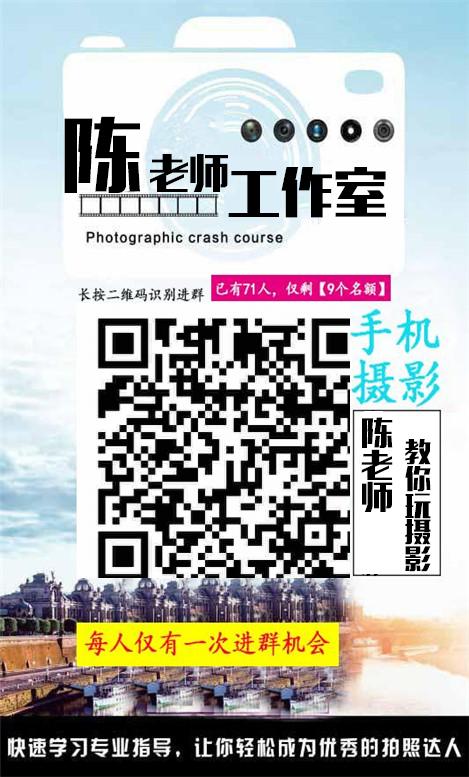 陈老师工作室
Photographic crash course
长按二维码识别进群
已有71人，仅剩【9个名额】
手机
摄影
陈老师
教你玩摄影
每人仅有一次进群机会
快速学习专业指导，让你轻松成为优秀的拍照达人